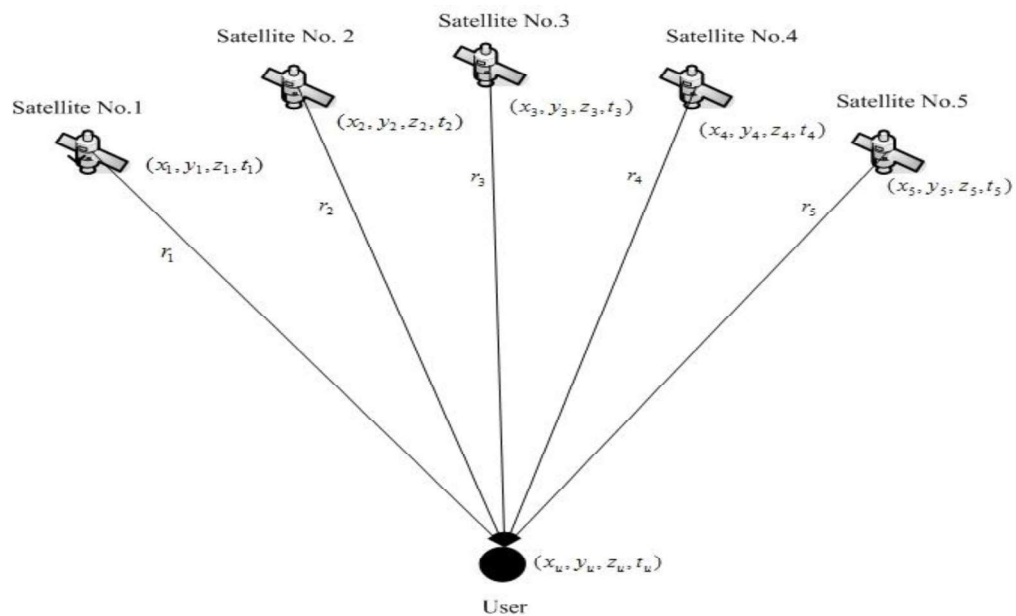 Satellite No.3
Satellite No. 2
Satellite No.4
Satellite No.1
Satellite No.5
(x₃, y₃, z₃, t₃)
(x₂, y₂, z₂, t₂)
(x₄, y₄, z₄, t₄)
(x₁, y₁, z₁, t₁)
(x₅, y₅, z₅, t₅)
r₃
r₄
r₂
r₅
r₁
(xᵤ, yᵤ, zᵤ, tᵤ)
User